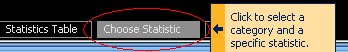 Statistics Table
Choose Statistic
Click to select a
category and a
specific statistic.